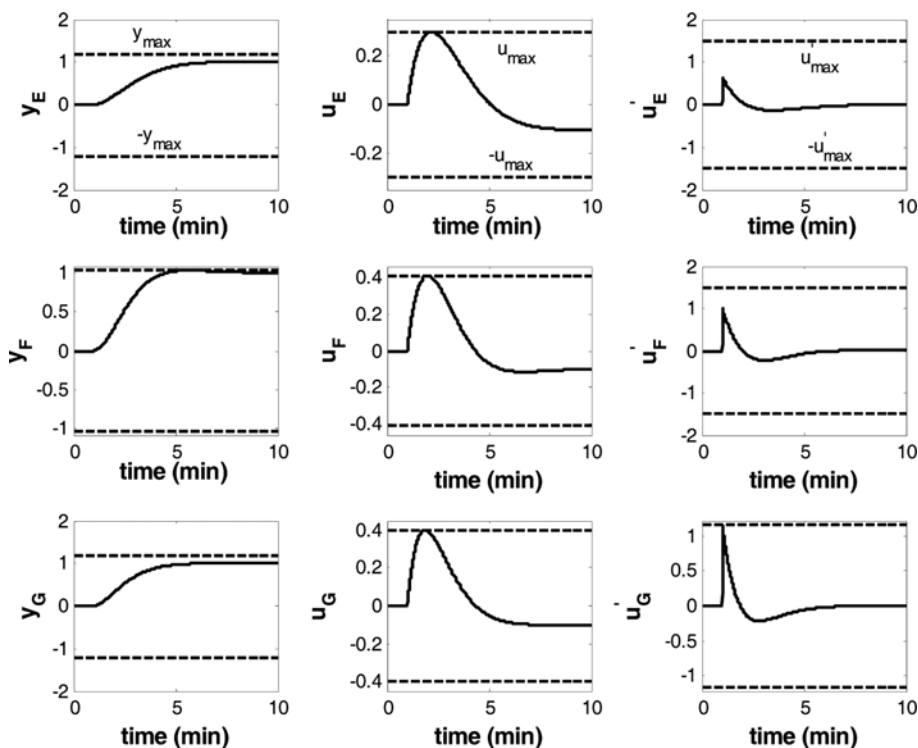 2
1
0
-1
-2
y_E
y_max
-y_max
0 5 10
time (min)
0.2
0
-0.2
u_E
u_max
-u_max
0 5 10
time (min)
2
1
0
-1
-2
u'_E
u'_max
-u'_max
0 5 10
time (min)
1
0.5
0
-0.5
-1
y_F
0 5 10
time (min)
0.4
0.2
0
-0.2
-0.4
u_F
0 5 10
time (min)
2
1
0
-1
-2
u'_F
0 5 10
time (min)
2
1
0
-1
-2
y_G
0 5 10
time (min)
0.4
0.2
0
-0.2
-0.4
u_G
0 5 10
time (min)
1
0.5
0
-0.5
-1
u'_G
0 5 10
time (min)